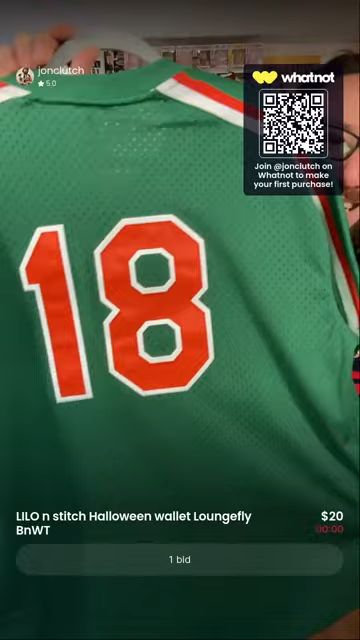 jonclutch
★ 5.0
whatnot
Join @jonclutch on
Whatnot to make
your first purchase!
18
LILO n stitch Halloween wallet Loungefly
BnWT
$20
00:00
1 bid